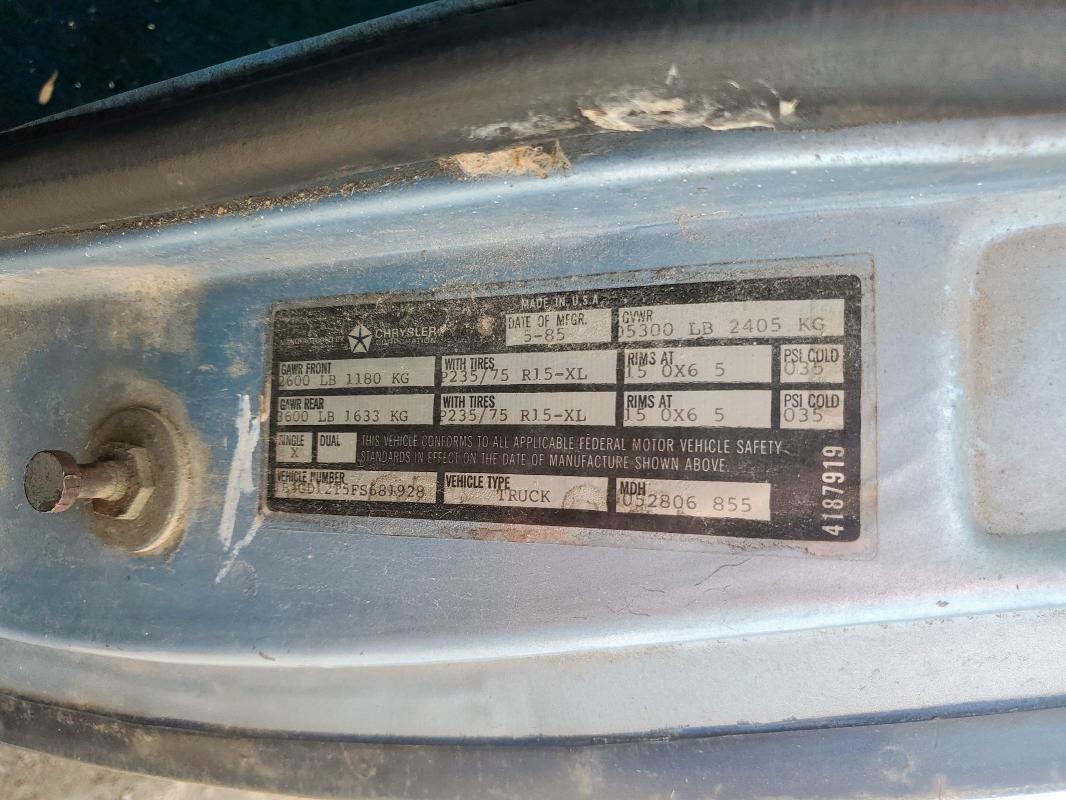 MADE IN U.S.A.
MANUFACTURED BY CHRYSLER CORPORATION
DATE OF MFGR. 5-85
GVWR 05300 LB 2405 KG
GAWR FRONT 2600 LB 1180 KG
WITH TIRES P235/75 R15-XL
RIMS AT 15 0X6 5
PSI COLD 035
GAWR REAR 3600 LB 1633 KG
WITH TIRES P235/75 R15-XL
RIMS AT 15 0X6 5
PSI COLD 035
SINGLE X
DUAL
THIS VEHICLE CONFORMS TO ALL APPLICABLE FEDERAL MOTOR VEHICLE SAFETY
STANDARDS IN EFFECT ON THE DATE OF MANUFACTURE SHOWN ABOVE.
VEHICLE NUMBER
VEHICLE TYPE TRUCK
MDH 052806 855
4187919